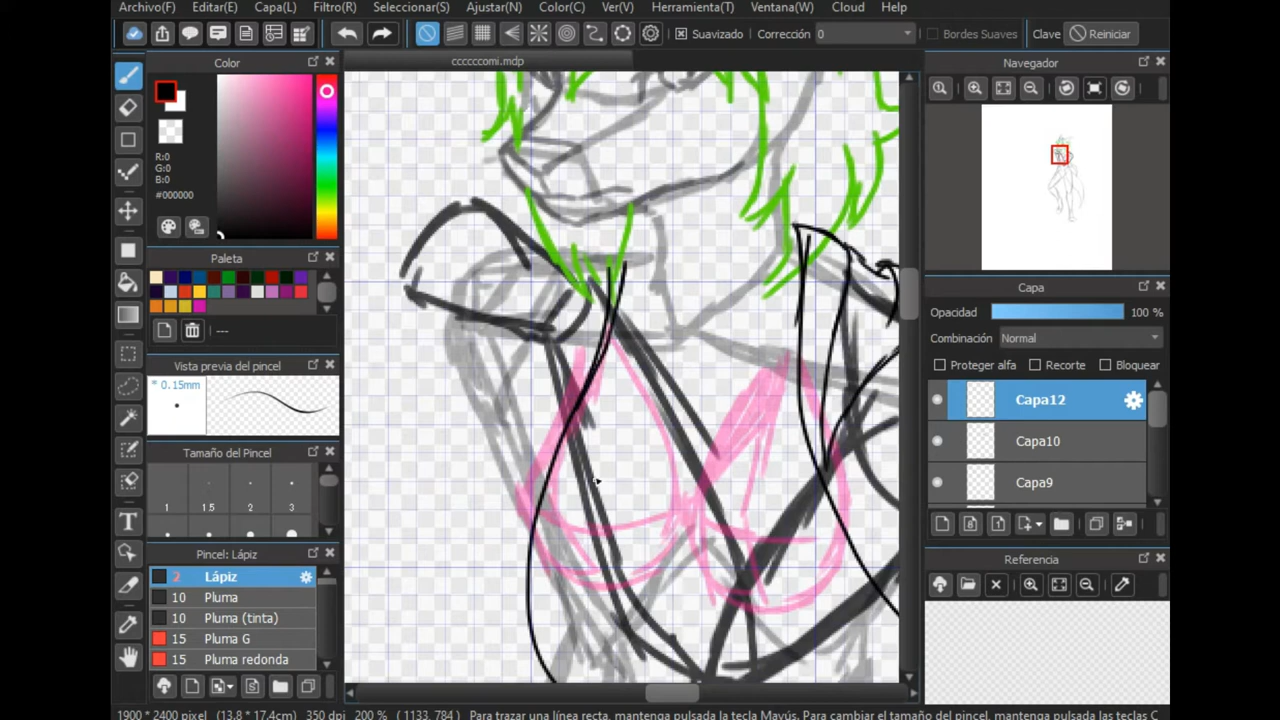 Archivo(F) Editar(E) Capa(L) Filtro(R) Seleccionar(S) Ajustar(N) Color(C) Ver(V) Herramienta(T) Ventana(W) Cloud Help
Suavizado Corrección 0 Bordes Suaves Clave Reiniciar
Color
ccccccomi.mdp
Navegador
R:0
G:0
B:0
#000000
Paleta
---
Capa
Opacidad 100 %
Combinación Normal
Proteger alfa Recorte Bloquear
Vista previa del pincel
* 0.15mm
Capa12
Capa10
Capa9
Tamaño del Pincel
1 1.5 2 3
Pincel: Lápiz
2 Lápiz
10 Pluma
10 Pluma (tinta)
15 Pluma G
15 Pluma redonda
Referencia
1900 * 2400 pixel (13.8 * 17.4cm) 350 dpi 200 % ( 1133, 784 ) Para trazar una línea recta, mantenga pulsada la tecla Mayús. Para cambiar el tamaño del pincel, mantenga pulsadas las teclas C